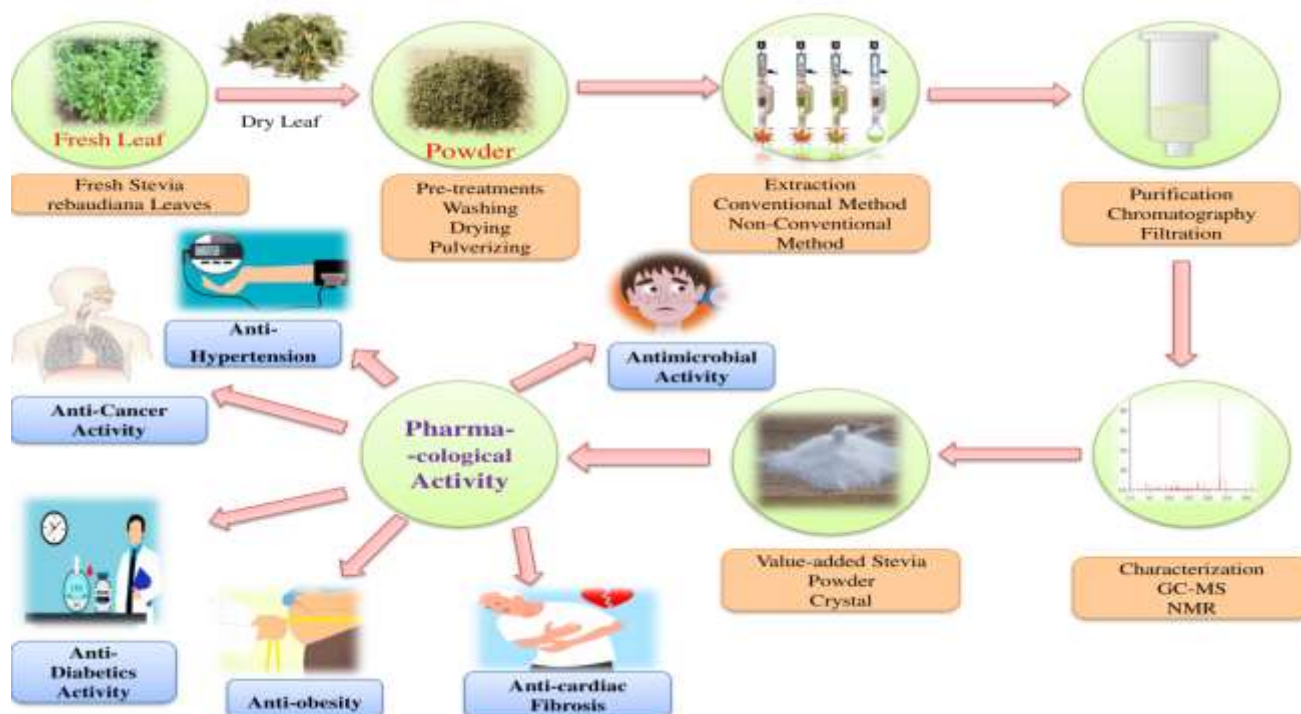 Fresh Leaf
Dry Leaf
Powder
Fresh Stevia
rebaudiana Leaves
Pre-treatments
Washing
Drying
Pulverizing
Extraction
Conventional Method
Non-Conventional
Method
Purification
Chromatography
Filtration
Anti-
Hypertension
Antimicrobial
Activity
Anti-Cancer
Activity
Pharma-
-cological
Activity
Value-added Stevia
Powder
Crystal
Characterization
GC-MS
NMR
Anti-
Diabetics
Activity
Anti-obesity
Anti-cardiac
Fibrosis